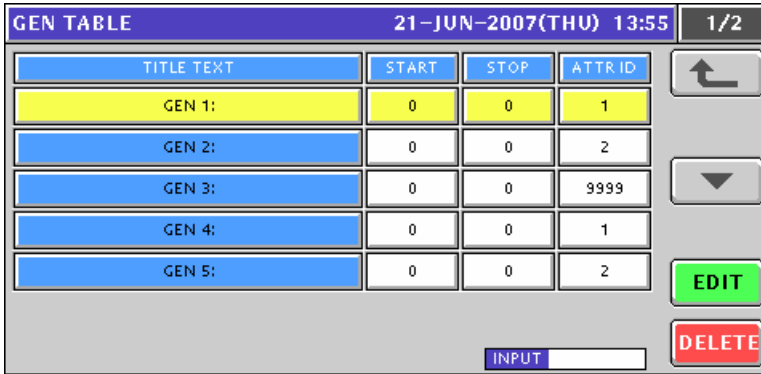 GEN TABLE 21-JUN-2007(THU) 13:55 1/2
TITLE TEXT START STOP ATTR ID
GEN 1: 0 0 1
GEN 2: 0 0 2
GEN 3: 0 0 9999
GEN 4: 0 0 1
GEN 5: 0 0 2
EDIT
DELETE
INPUT